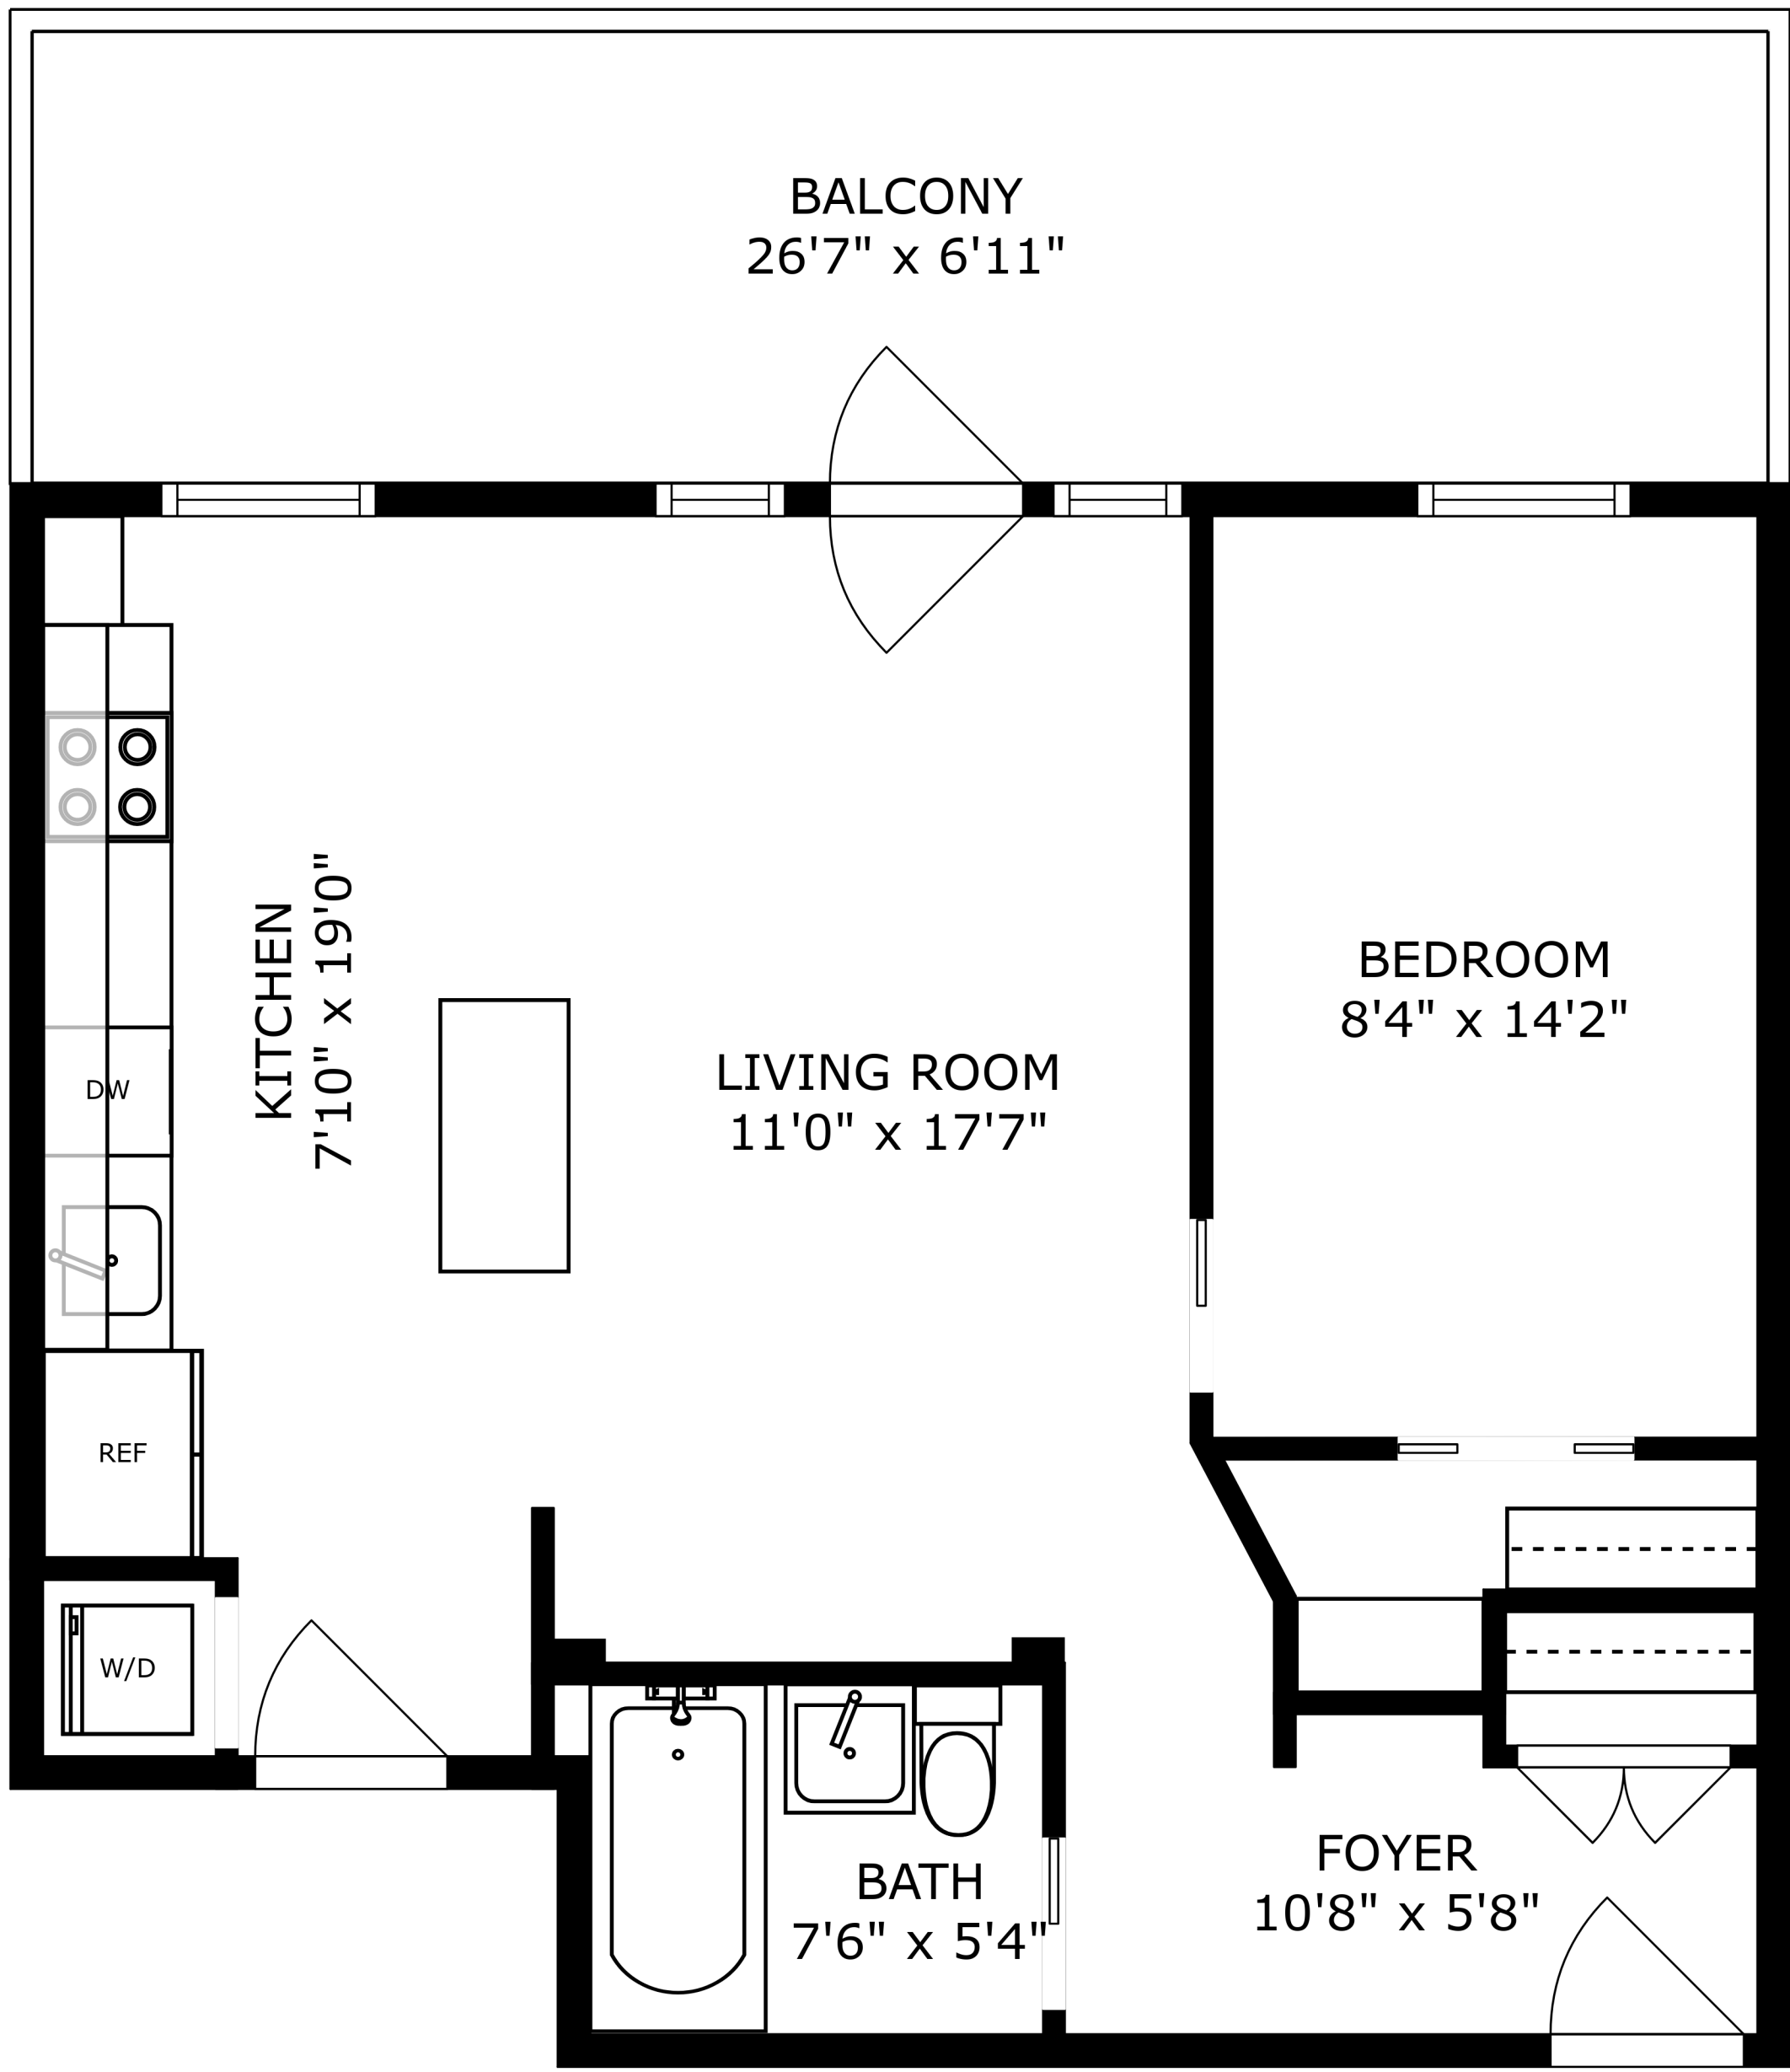 BALCONY
26'7" x 6'11"
KITCHEN
7'10" x 19'0"
LIVING ROOM
11'0" x 17'7"
BEDROOM
8'4" x 14'2"
DW
REF
W/D
BATH
7'6" x 5'4"
FOYER
10'8" x 5'8"